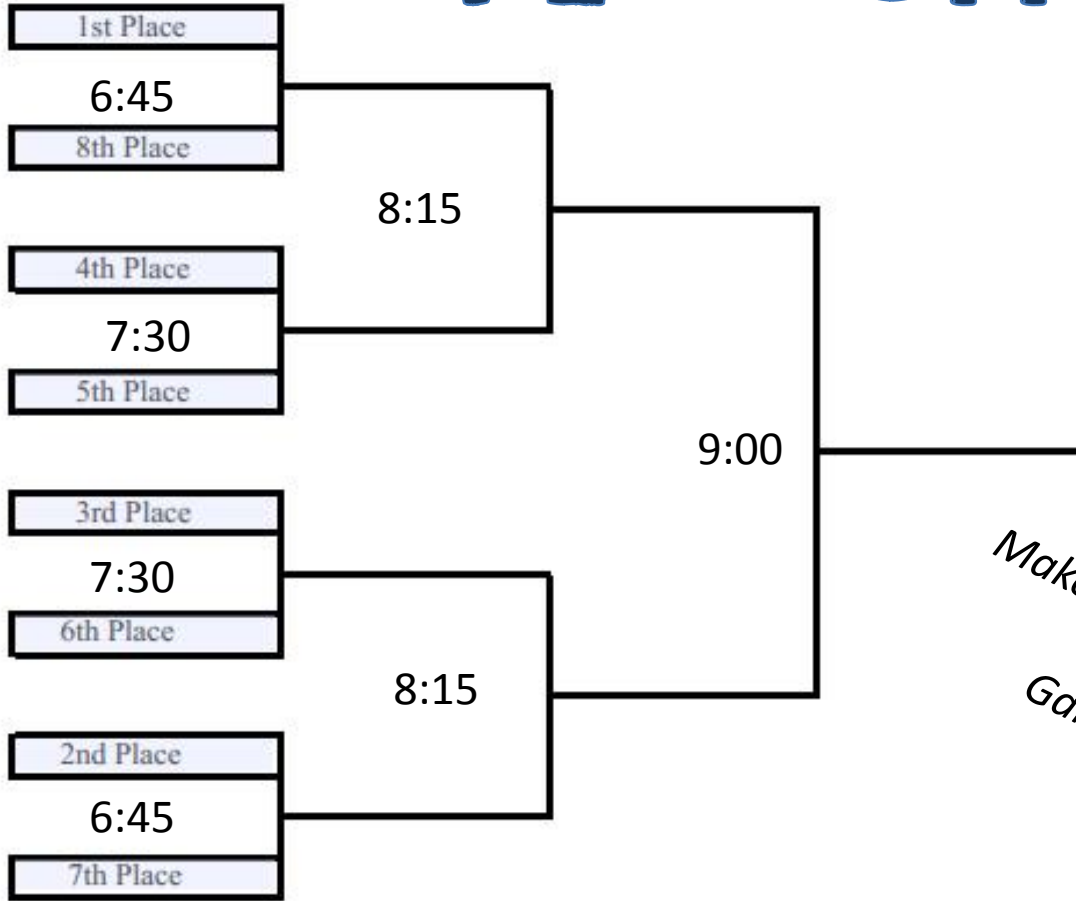 1st Place
6:45
8th Place
8:15
4th Place
7:30
5th Place
9:00
3rd Place
7:30
6th Place
8:15
2nd Place
6:45
7th Place